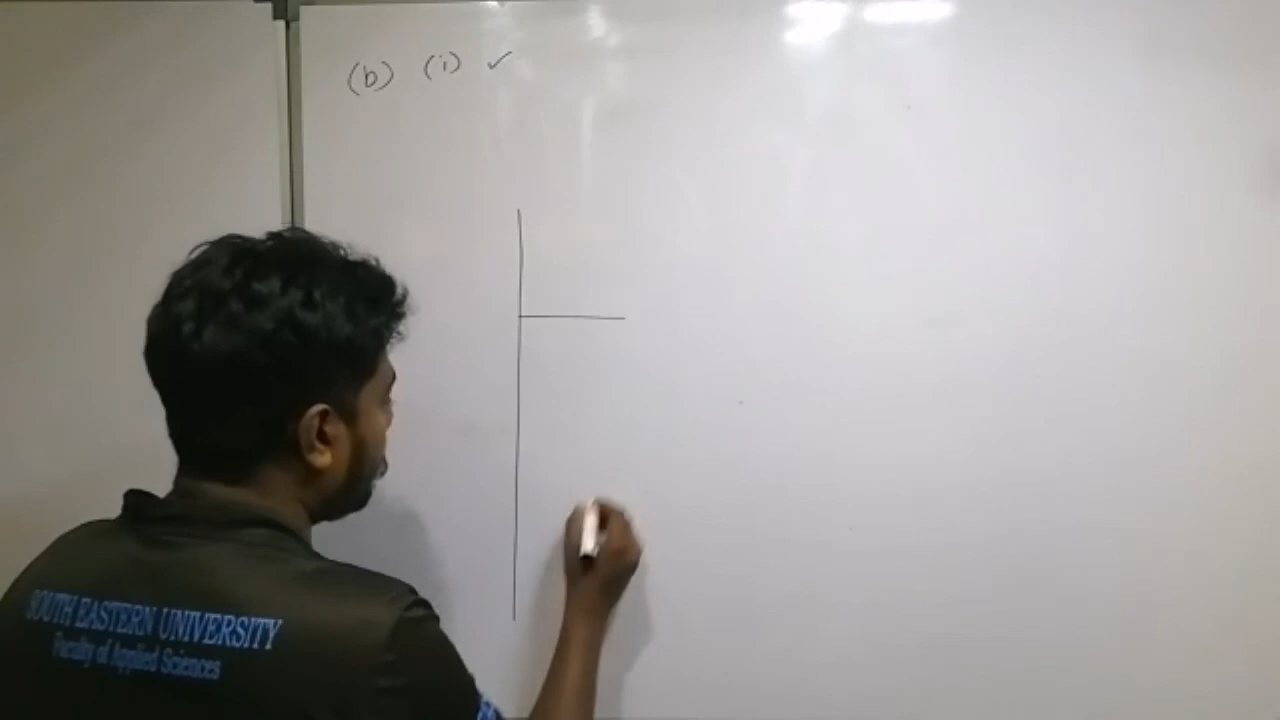 (b) (i) ✓
SOUTH EASTERN UNIVERSITY
Faculty of Applied Sciences